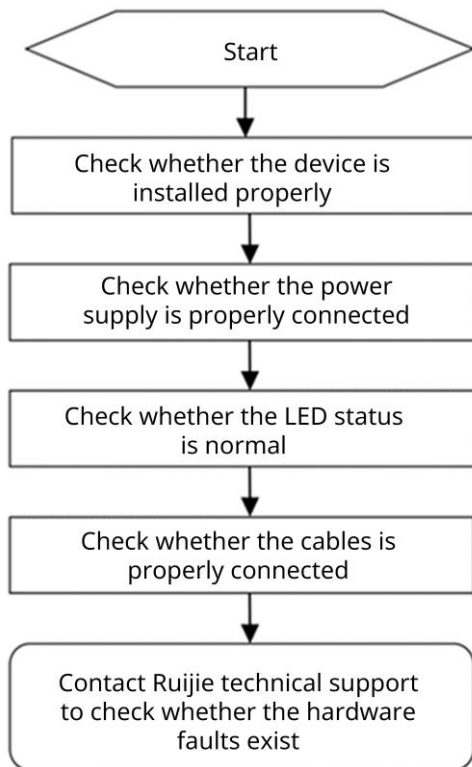 Start
Check whether the device is
installed properly
Check whether the power
supply is properly connected
Check whether the LED status
is normal
Check whether the cables is
properly connected
Contact Ruijie technical support
to check whether the hardware
faults exist